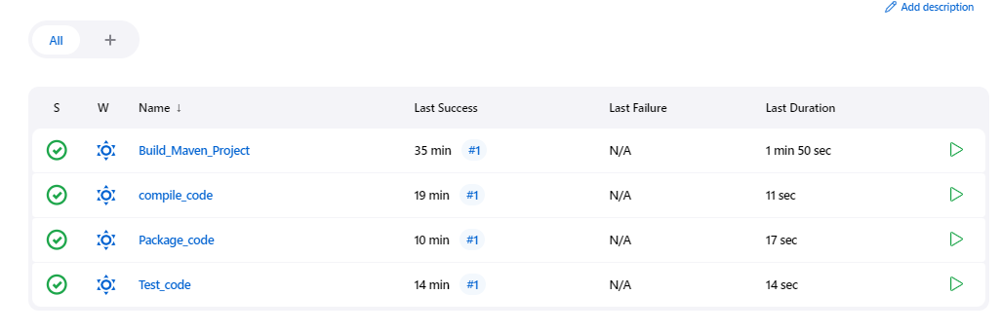 Add description
All +
S W Name ↓ Last Success Last Failure Last Duration
Build_Maven_Project 35 min #1 N/A 1 min 50 sec
compile_code 19 min #1 N/A 11 sec
Package_code 10 min #1 N/A 17 sec
Test_code 14 min #1 N/A 14 sec